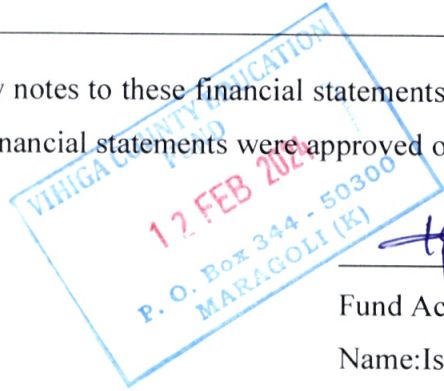 notes to these financial statements
financial statements were approved
VIHIGA COUNTY EDUCATION
FUND
12 FEB 2024
P. O. Box 344 - 50300
MARAGOLI (K)
Fund Ac
Name:Is